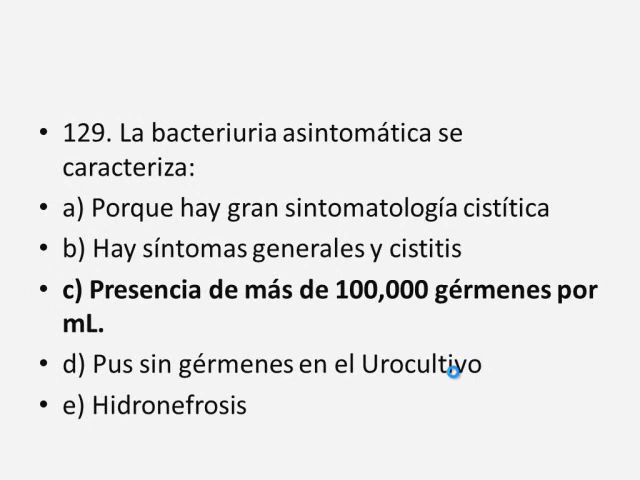 • 129. La bacteriuria asintomática se
caracteriza:
• a) Porque hay gran sintomatología cistítica
• b) Hay síntomas generales y cistitis
• c) Presencia de más de 100,000 gérmenes por
mL.
• d) Pus sin gérmenes en el Urocultivo
• e) Hidronefrosis